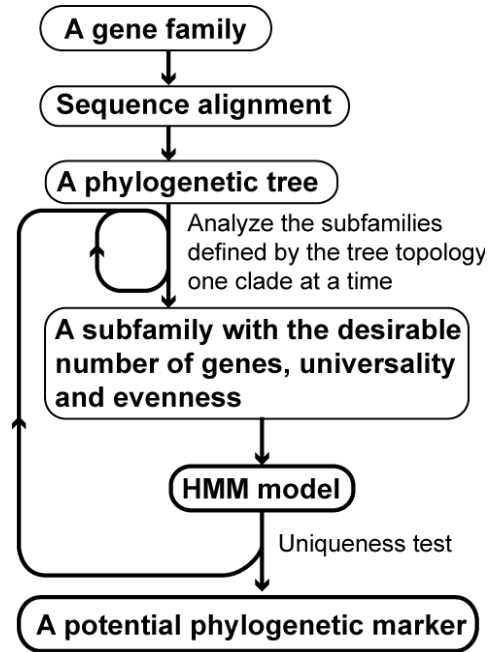 A gene family
Sequence alignment
A phylogenetic tree
Analyze the subfamilies
defined by the tree topology
one clade at a time
A subfamily with the desirable
number of genes, universality
and evenness
HMM model
Uniqueness test
A potential phylogenetic marker